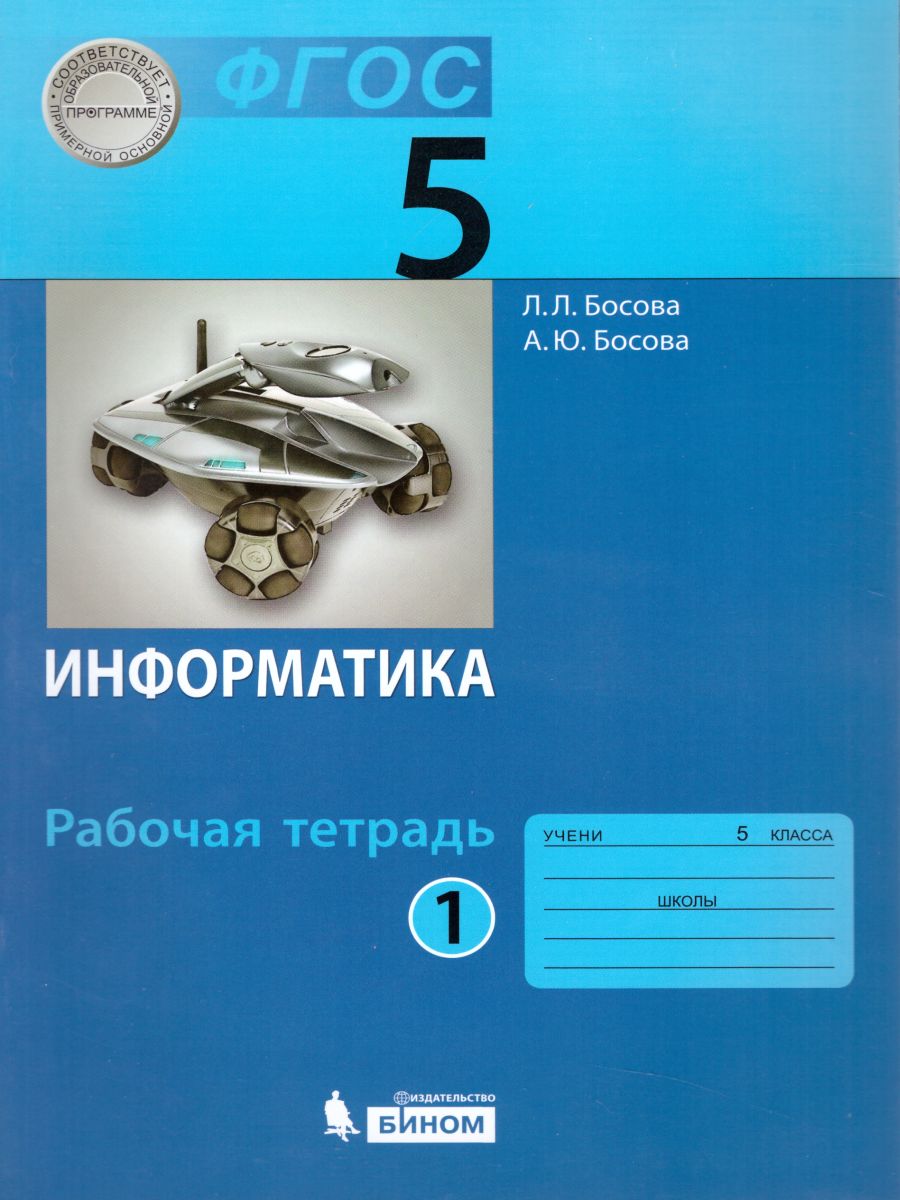 СООТВЕТСТВУЕТ
ПРИМЕРНОЙ ОСНОВНОЙ
ОБРАЗОВАТЕЛЬНОЙ
ПРОГРАММЕ
ФГОС
5
Л.Л. Босова
А.Ю. Босова
ИНФОРМАТИКА
Рабочая тетрадь
1
УЧЕНИ 5 КЛАССА
ШКОЛЫ
ИЗДАТЕЛЬСТВО
БИНОМ